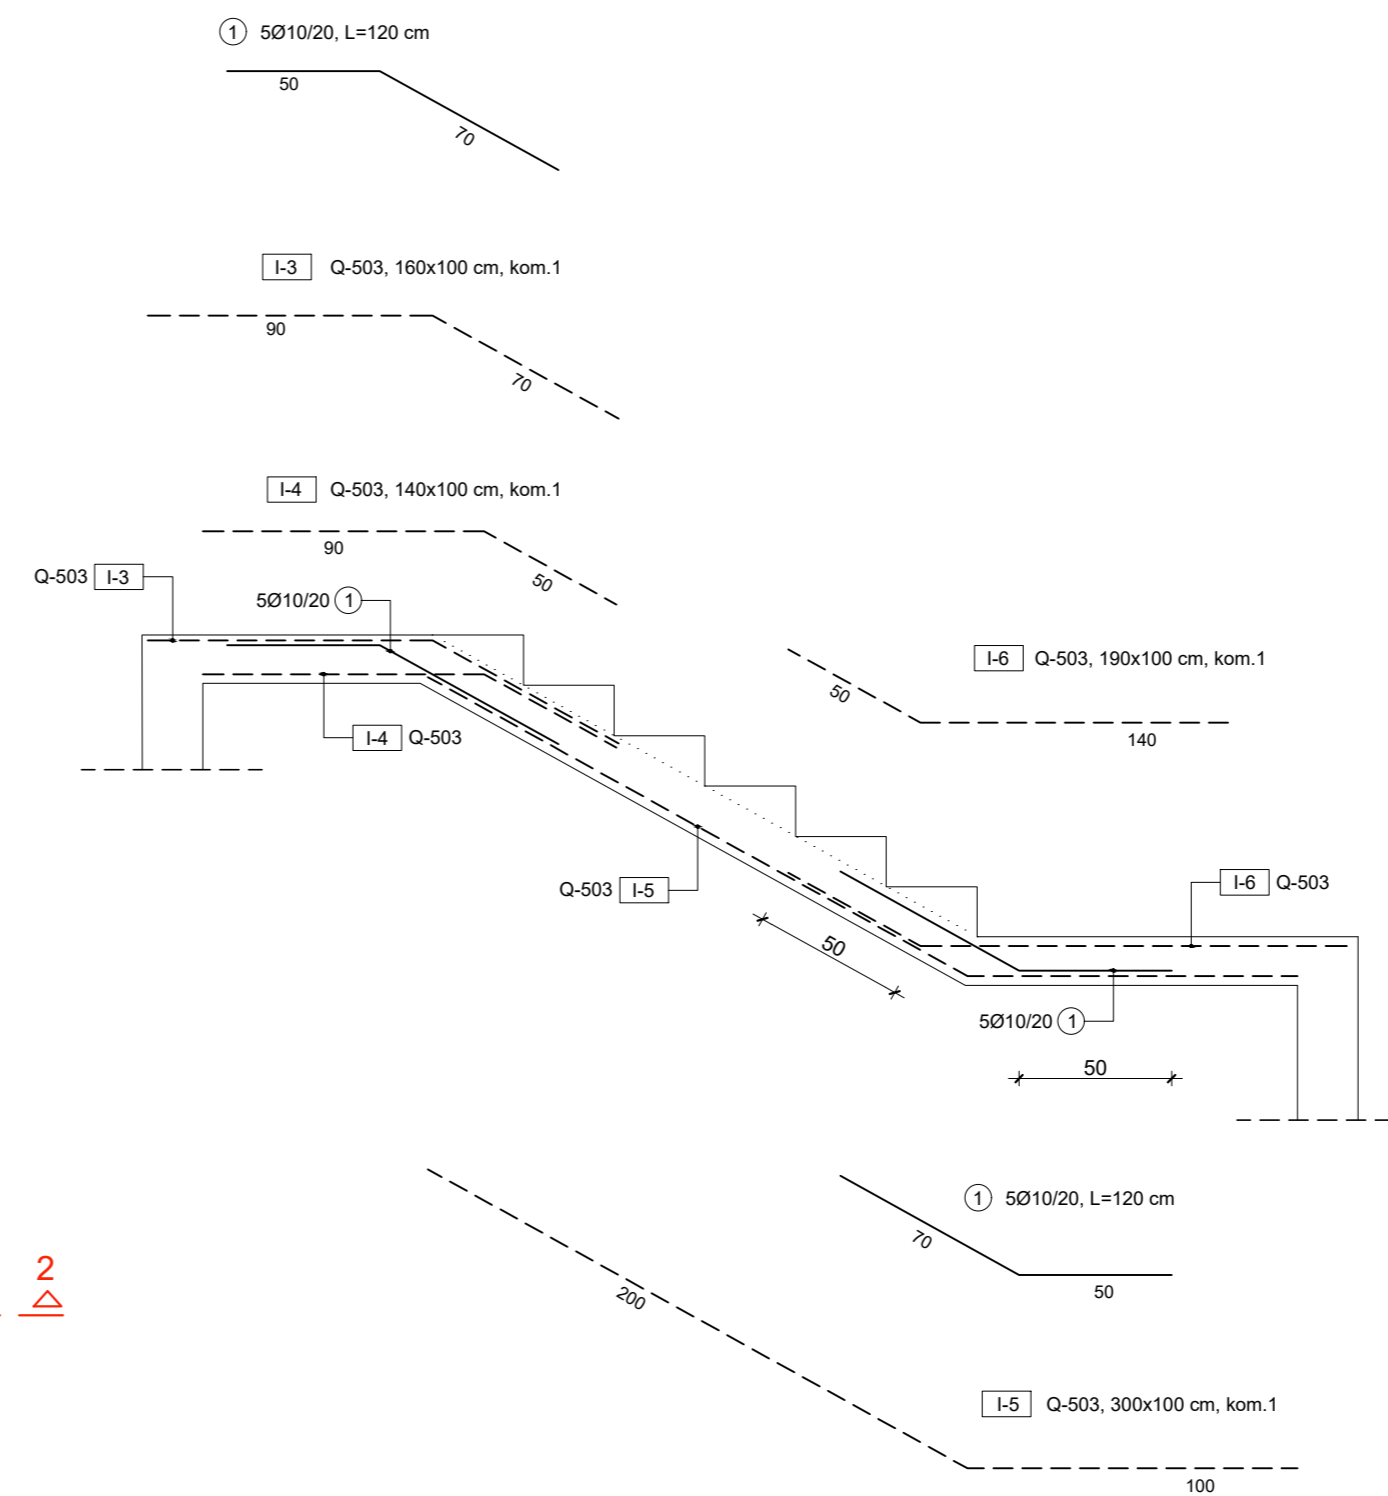 1 5Ø10/20, L=120 cm
50
70
I-3 Q-503, 160x100 cm, kom.1
90
70
I-4 Q-503, 140x100 cm, kom.1
90
50
Q-503 I-3
5Ø10/20 1
I-6 Q-503, 190x100 cm, kom.1
50
140
I-4 Q-503
Q-503 I-5
I-6 Q-503
50
5Ø10/20 1
50
1 5Ø10/20, L=120 cm
70
50
2
200
I-5 Q-503, 300x100 cm, kom.1
100